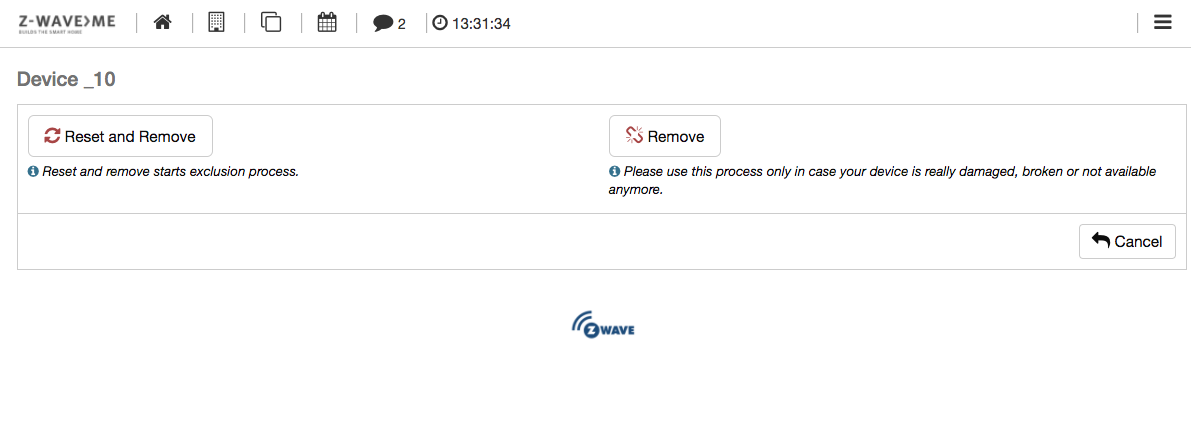 Z-WAVE>ME
BUILDS THE SMART HOME
2
13:31:34
Device _10
Reset and Remove
Remove
Reset and remove starts exclusion process.
Please use this process only in case your device is really damaged, broken or not available
anymore.
Cancel
Z WAVE